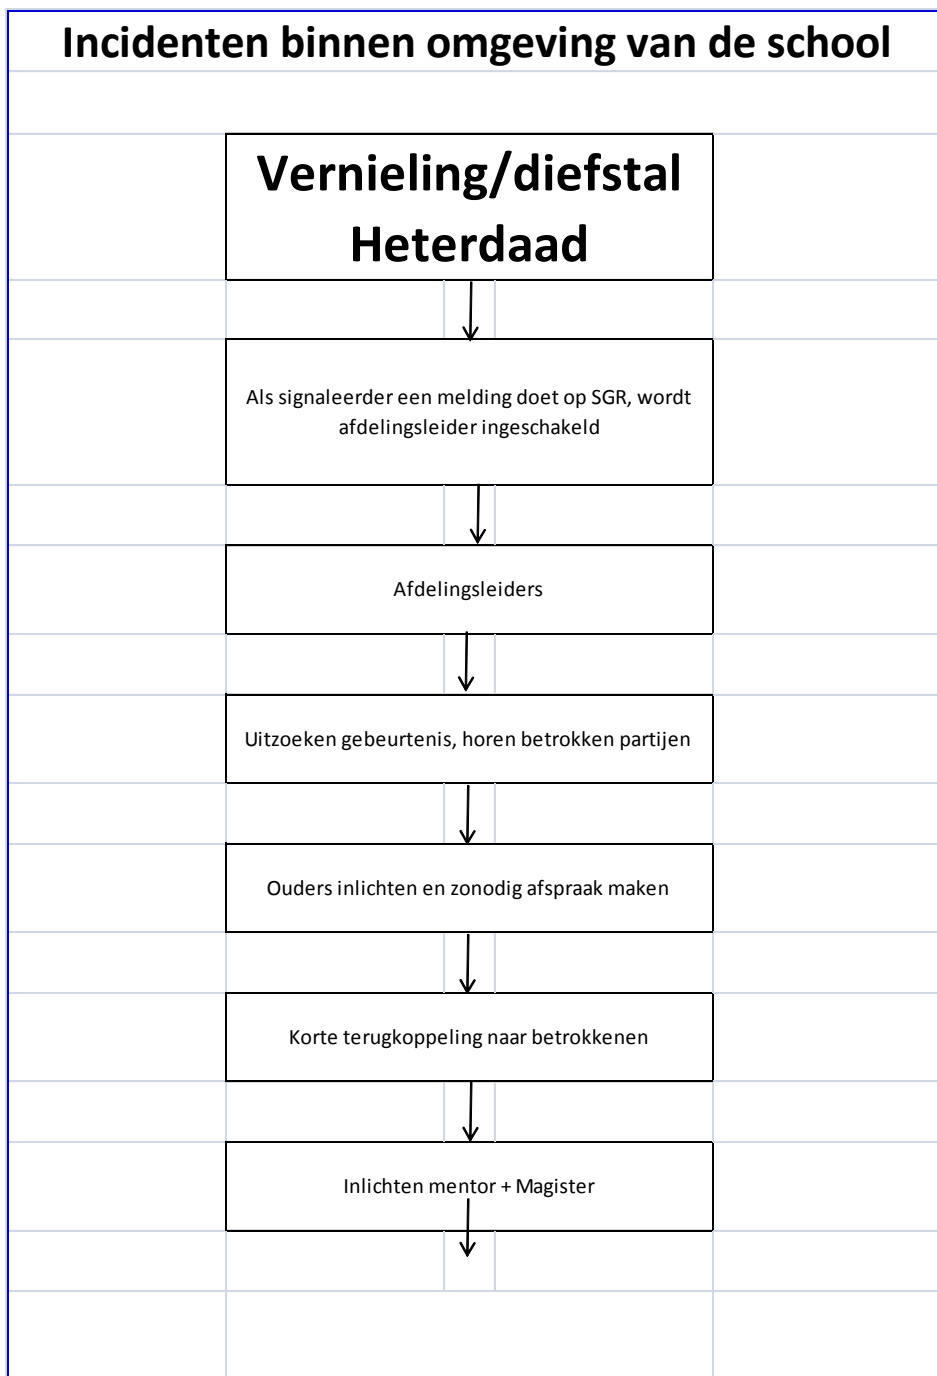 Incidenten binnen omgeving van de school
Vernieling/diefstal
Heterdaad
Als signaleerder een melding doet op SGR, wordt
afdelingsleider ingeschakeld
Afdelingsleiders
Uitzoeken gebeurtenis, horen betrokken partijen
Ouders inlichten en zonodig afspraak maken
Korte terugkoppeling naar betrokkenen
Inlichten mentor + Magister